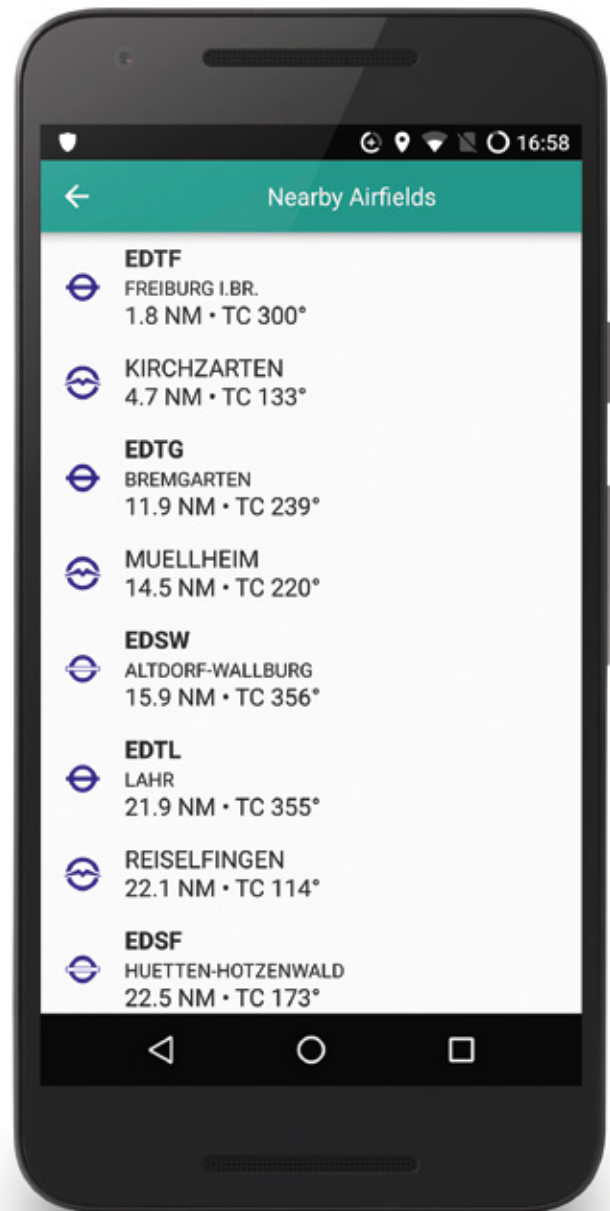 16:58
Nearby Airfields
EDTF
FREIBURG I.BR.
1.8 NM • TC 300°
KIRCHZARTEN
4.7 NM • TC 133°
EDTG
BREMGARTEN
11.9 NM • TC 239°
MUELLHEIM
14.5 NM • TC 220°
EDSW
ALTDORF-WALLBURG
15.9 NM • TC 356°
EDTL
LAHR
21.9 NM • TC 355°
REISELFINGEN
22.1 NM • TC 114°
EDSF
HUETTEN-HOTZENWALD
22.5 NM • TC 173°